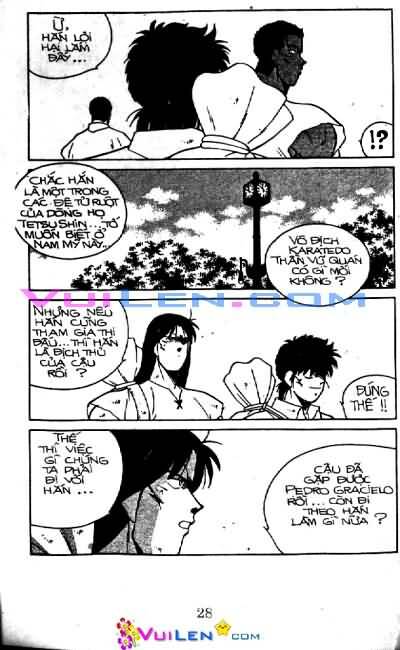 Ừ,
HẮN LỢI
HẠI LẮM
ĐẤY...
!?
CHẮC HẲN
LÀ MỘT TRONG
CÁC ĐỆ TỬ RUỘT
CỦA DÒNG HỌ
TETSUSHIN... TỚ
MUỐN BIẾT Ở
NAM MỸ NÀY..
VÔ ĐỊCH
KARATEDO
THẦN VŨ QUÁN
CÓ GÌ MỚI
KHÔNG ?
VuiLen.com
NHƯNG NẾU
HẮN CŨNG
THAM GIA THI
ĐẤU... THÌ HẮN
LÀ ĐỊCH THỦ
CỦA CẬU
RỒI ?
ĐÚNG
THẾ !!
THẾ
THÌ VIỆC
GÌ CHÚNG
TA PHẢI
ĐI VỚI
HẮN ...
CẬU ĐÃ
GẶP ĐƯỢC
PEDRO GRACIELO
RỒI ... CÒN ĐI
THEO HẮN
LÀM GÌ NỮA ?
28
VuiLen.com